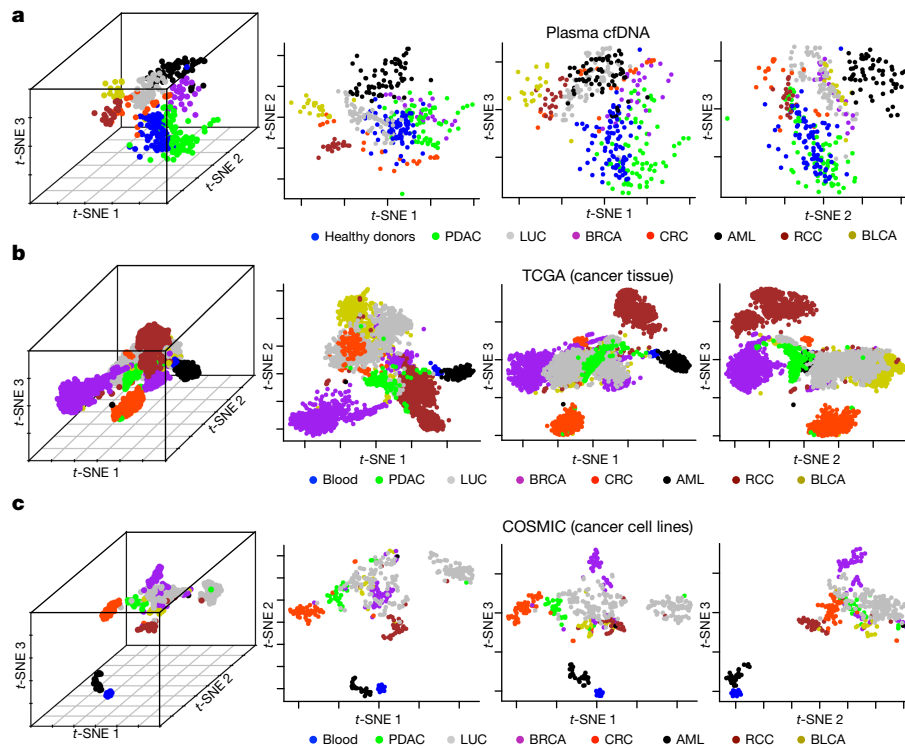 a
Plasma cfDNA
t-SNE 3
t-SNE 2
t-SNE 1
t-SNE 2
t-SNE 1
t-SNE 3
t-SNE 1
t-SNE 3
t-SNE 2
Healthy donors PDAC LUC BRCA CRC AML RCC BLCA
b
TCGA (cancer tissue)
t-SNE 3
t-SNE 2
t-SNE 1
t-SNE 2
t-SNE 1
t-SNE 3
t-SNE 1
t-SNE 3
t-SNE 2
Blood PDAC LUC BRCA CRC AML RCC BLCA
c
COSMIC (cancer cell lines)
t-SNE 3
t-SNE 2
t-SNE 1
t-SNE 2
t-SNE 1
t-SNE 3
t-SNE 1
t-SNE 3
t-SNE 2
Blood PDAC LUC BRCA CRC AML RCC BLCA